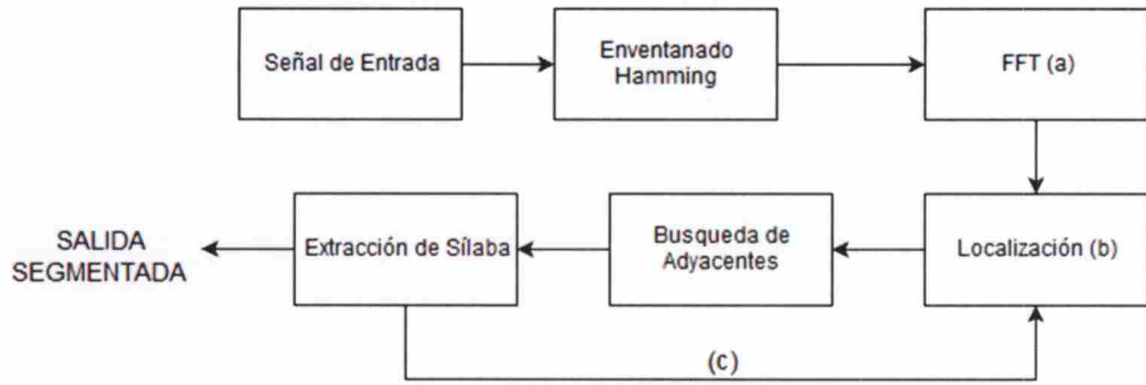 Señal de Entrada
Enventanado
Hamming
FFT (a)
SALIDA
SEGMENTADA
Extracción de Sílaba
Busqueda de
Adyacentes
Localización (b)
(c)